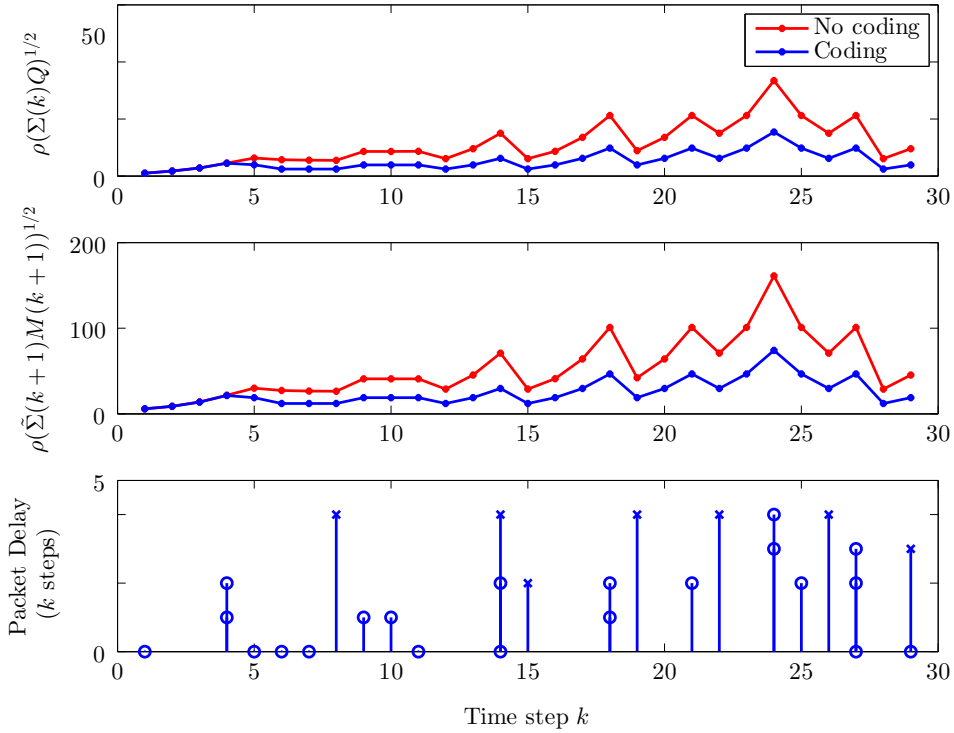 ρ(Σ(k)Q)^{1/2}
50
0
No coding
Coding
0 5 10 15 20 25 30
ρ(Σ̃(k + 1)M(k + 1))^{1/2}
200
100
0
0 5 10 15 20 25 30
Packet Delay
(k steps)
5
0
0 5 10 15 20 25 30
Time step k